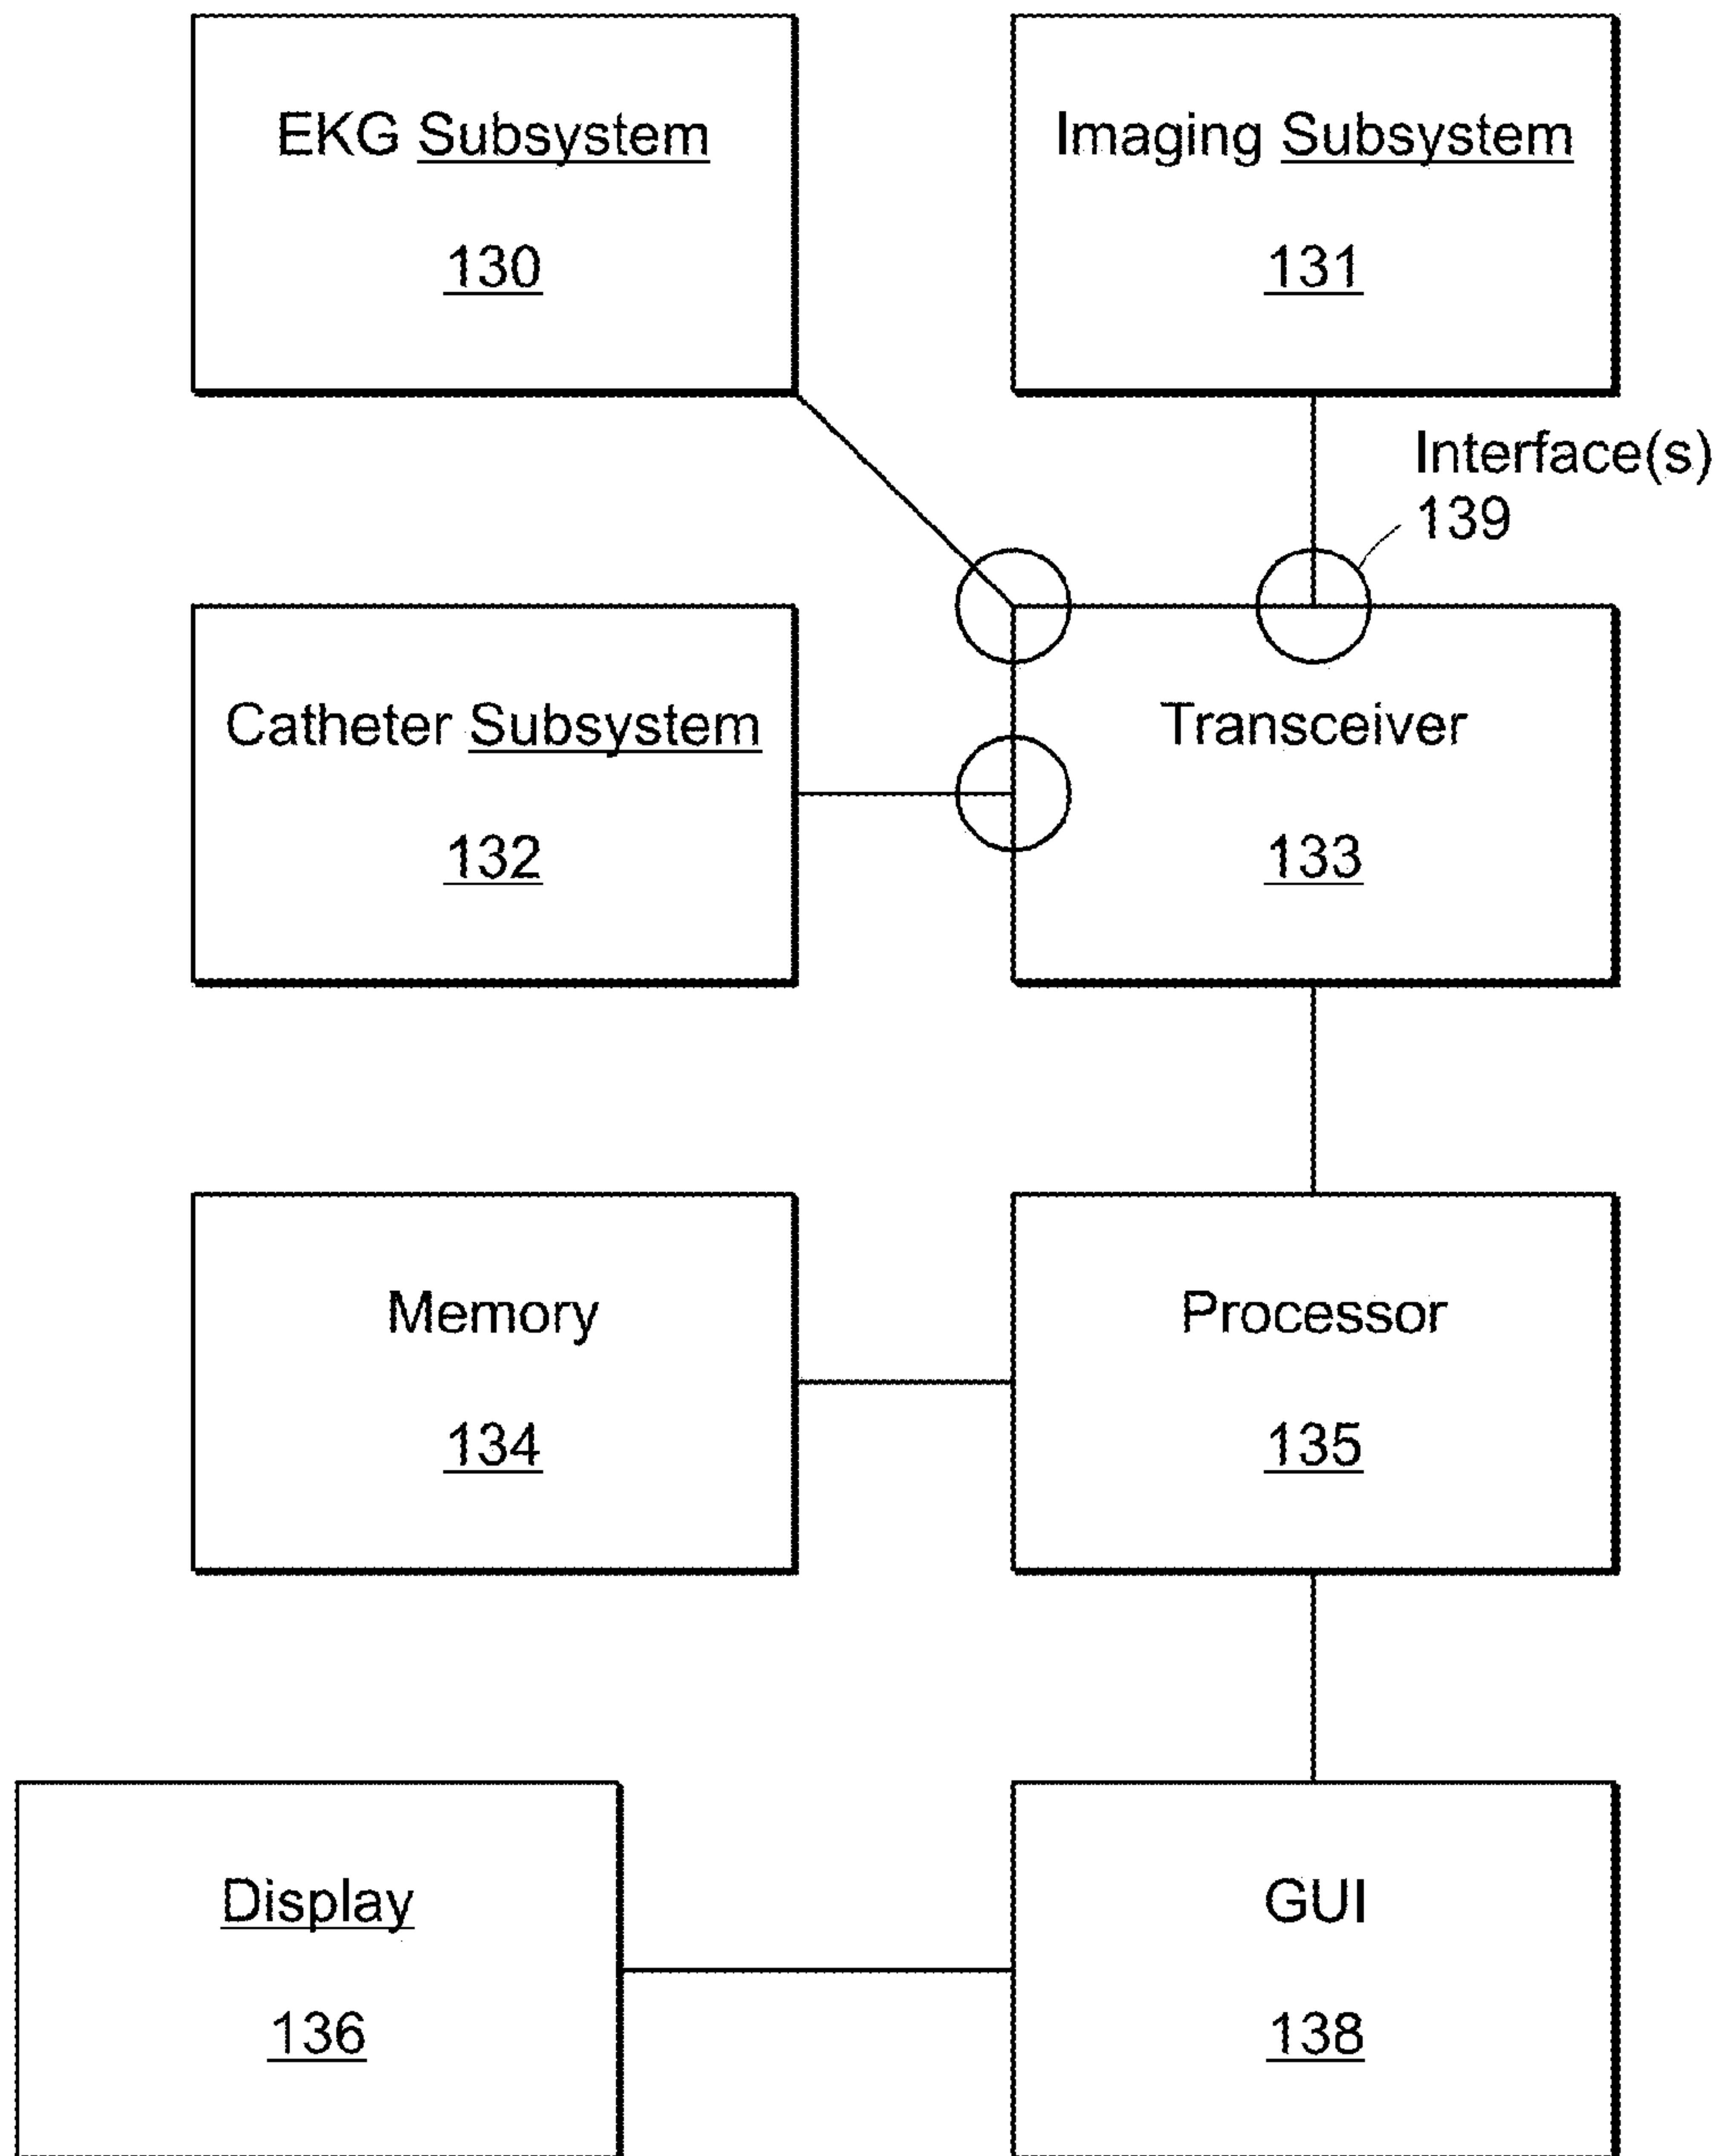 EKG Subsystem
130
Imaging Subsystem
131
Interface(s)
139
Catheter Subsystem
132
Transceiver
133
Memory
134
Processor
135
Display
136
GUI
138